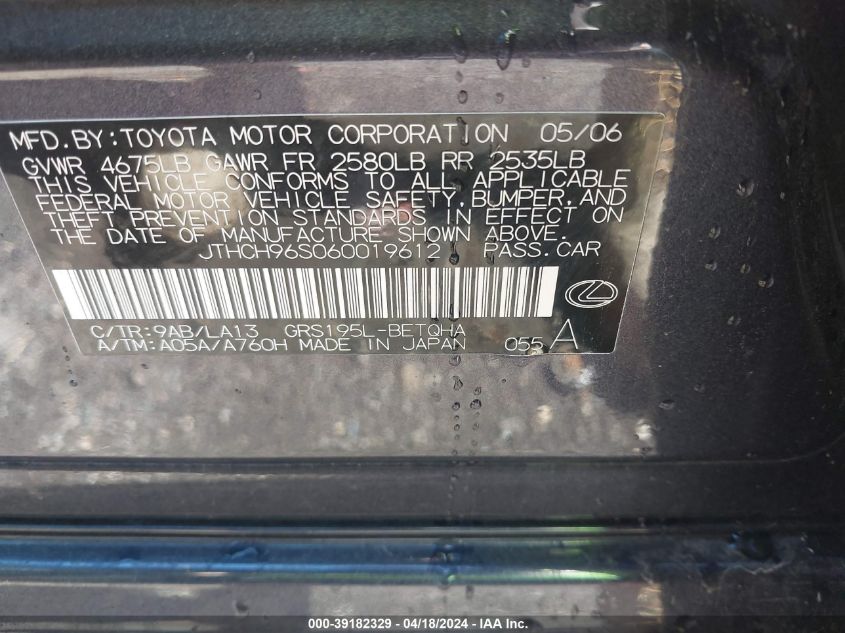 MFD.BY:TOYOTA MOTOR CORPORATION 05/06
GVWR 4675LB GAWR FR 2580LB RR 2535LB
THIS VEHICLE CONFORMS TO ALL APPLICABLE
FEDERAL MOTOR VEHICLE SAFETY,BUMPER,AND
THEFT PREVENTION STANDARDS IN EFFECT ON
THE DATE OF MANUFACTURE SHOWN ABOVE.
JTHCH96S060019612 PASS.CAR
C/TR:9AB/LA13 GRS195L-BETQHA
A/TM:A05A/A760H MADE IN JAPAN 055 A
000-39182329 - 04/18/2024 - IAA Inc.